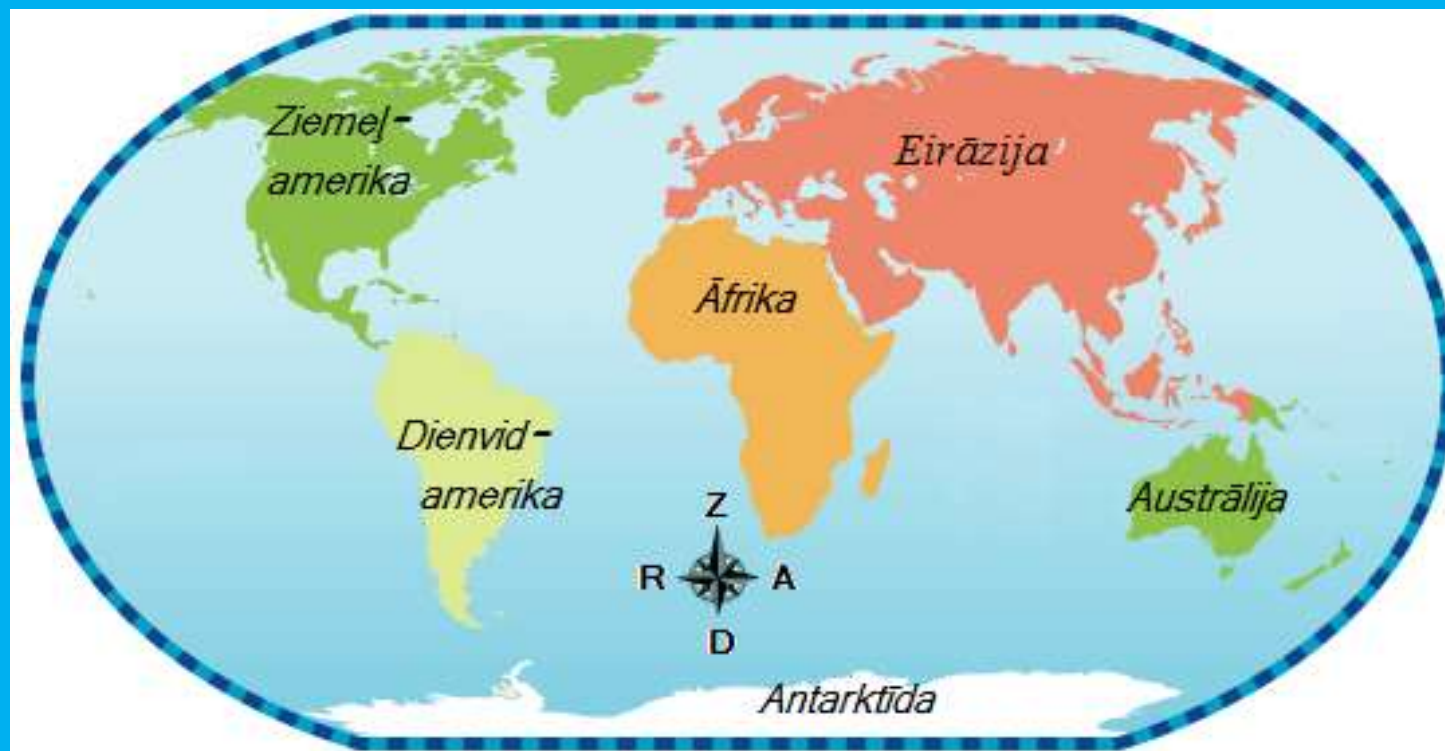 Ziemeļ-
amerika
Eirāzija
Āfrika
Dienvid-
amerika
Austrālija
Z
R A
D
Antarktīda